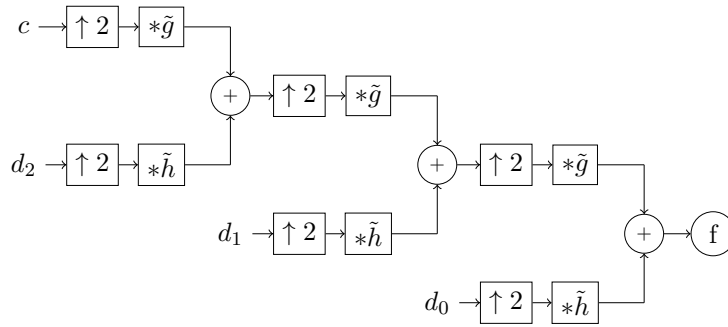 c ↑ 2 ∗g̃
+ ↑ 2 ∗g̃
d₂ ↑ 2 ∗h̃
+ ↑ 2 ∗g̃
d₁ ↑ 2 ∗h̃
+ f
d₀ ↑ 2 ∗h̃